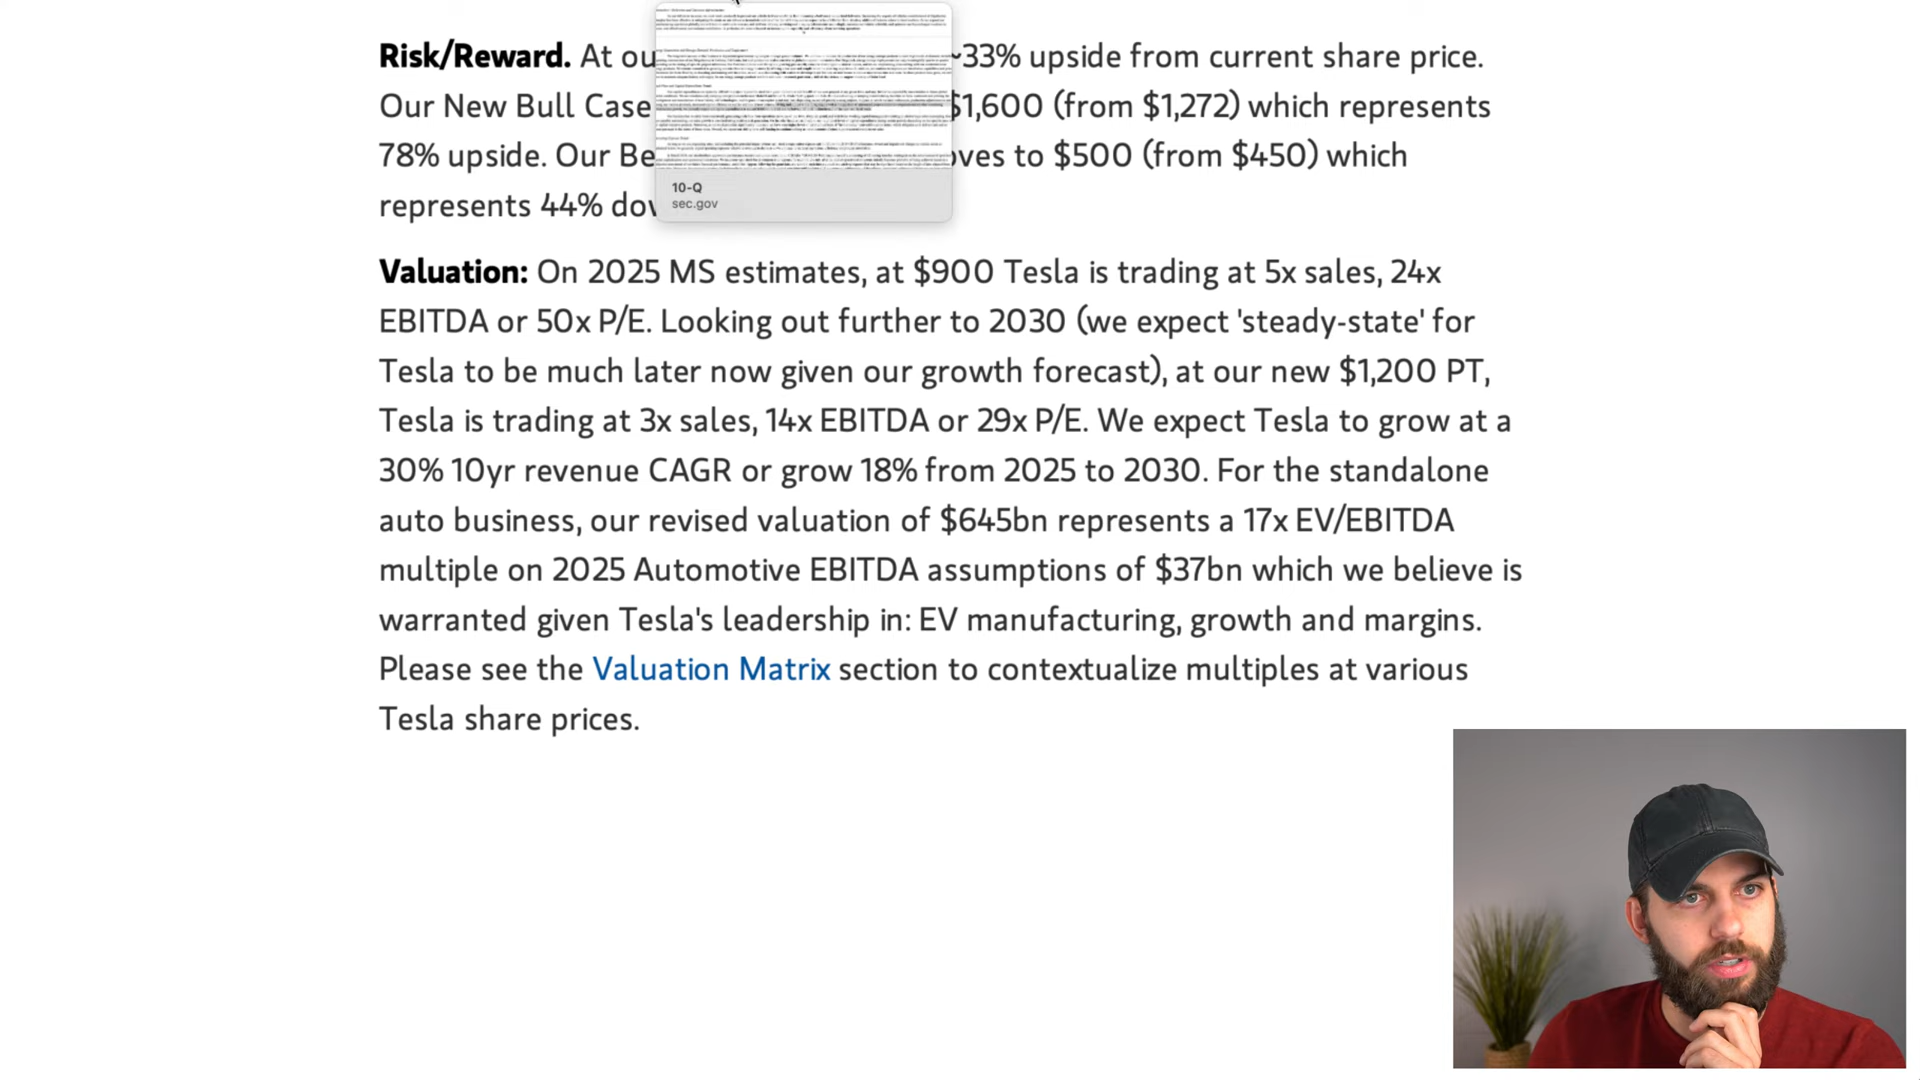 Risk/Reward. At ou ~33% upside from current share price.
Our New Bull Case $1,600 (from $1,272) which represents
78% upside. Our Be oves to $500 (from $450) which
represents 44% dov
10-Q
sec.gov
Valuation: On 2025 MS estimates, at $900 Tesla is trading at 5x sales, 24x
EBITDA or 50x P/E. Looking out further to 2030 (we expect 'steady-state' for
Tesla to be much later now given our growth forecast), at our new $1,200 PT,
Tesla is trading at 3x sales, 14x EBITDA or 29x P/E. We expect Tesla to grow at a
30% 10yr revenue CAGR or grow 18% from 2025 to 2030. For the standalone
auto business, our revised valuation of $645bn represents a 17x EV/EBITDA
multiple on 2025 Automotive EBITDA assumptions of $37bn which we believe is
warranted given Tesla's leadership in: EV manufacturing, growth and margins.
Please see the Valuation Matrix section to contextualize multiples at various
Tesla share prices.